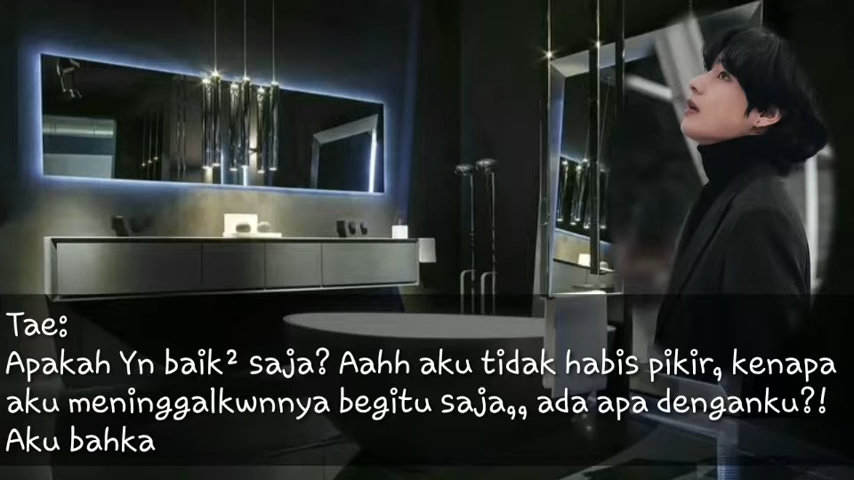 Tae:
Apakah Yn baik² saja? Aahh aku tidak habis pikir, kenapa
aku meninggalkwnnya begitu saja,, ada apa denganku?!
Aku bahka